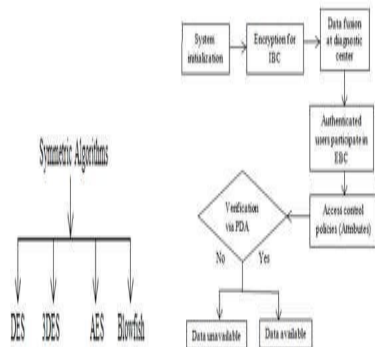 Symmetric Algorithms
DES
3DES
AES
Blowfish
System
initialization
Encryption for
IBC
Data fusion
at diagnostic
center
Authenticated
users participate in
EBC
Access control
policies (Attributes)
Verification
via PDA
No
Yes
Data unavailable
Data available